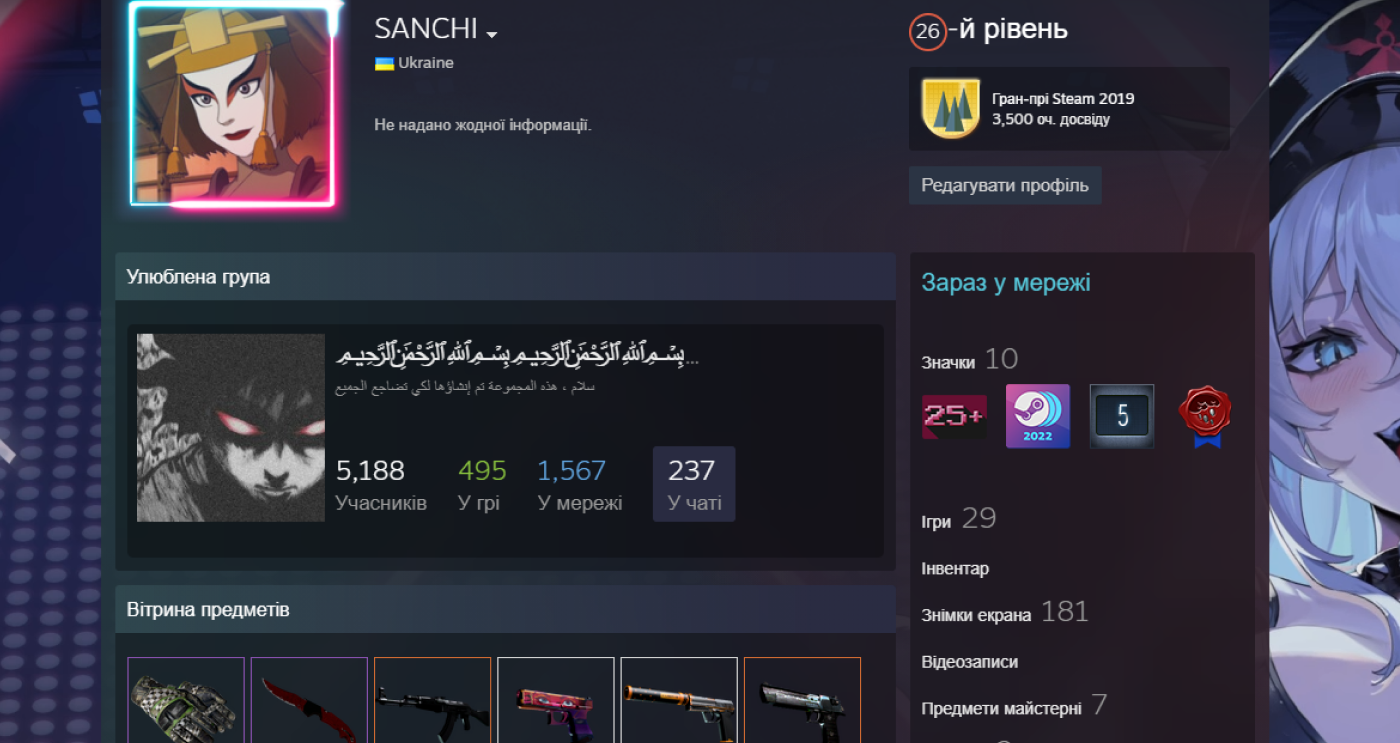 SANCHI
Ukraine
Не надано жодної інформації.
26-й рівень
Гран-прі Steam 2019
3,500 оч. досвіду
Редагувати профіль
Улюблена група
بِسْمِ ٱللَّٰهِ ٱلرَّحْمَٰنِ ٱلرَّحِيمِ بِسْمِ ٱللَّٰهِ ٱلرَّحْمَٰنِ ٱلرَّحِيمِ...
سلام ، هذه المجموعة تم إنشاؤها لكي تضاجع الجميع
5,188 495 1,567 237
Учасників У грі У мережі У чаті
Вітрина предметів
Зараз у мережі
Значки 10
25+
2022
5
Ігри 29
Інвентар
Знімки екрана 181
Відеозаписи
Предмети майстерні 7